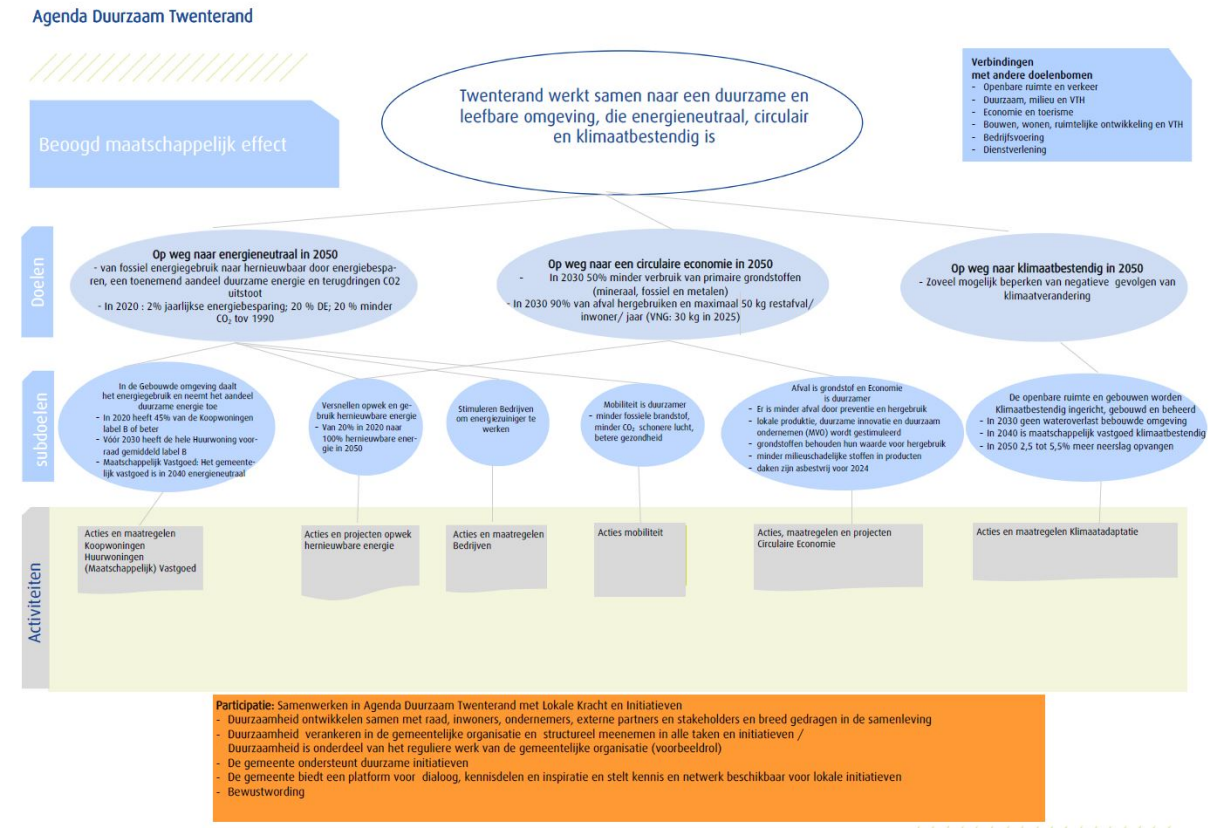 Agenda Duurzaam Twenterand
Beoogd maatschappelijk effect
Twenterand werkt samen naar een duurzame en
leefbare omgeving, die energieneutraal, circulair
en klimaatbestendig is
Verbindingen
met andere doelenbomen
- Openbare ruimte en verkeer
- Duurzaam, milieu en VTH
- Economie en toerisme
- Bouwen, wonen, ruimtelijke ontwikkeling en VTH
- Bedrijfsvoering
- Dienstverlening
Doelen
Op weg naar energieneutraal in 2050
- van fossiel energiegebruik naar hernieuwbaar door energiebespa-
ren, een toenemend aandeel duurzame energie en terugdringen CO2
uitstoot
- In 2020 : 2% jaarlijkse energiebesparing; 20 % DE; 20 % minder
CO₂ tov 1990
Op weg naar een circulaire economie in 2050
- In 2030 50% minder verbruik van primaire grondstoffen
(mineraal, fossiel en metalen)
- In 2030 90% van afval hergebruiken en maximaal 50 kg restafval/
inwoner/ jaar (VNG: 30 kg in 2025)
Op weg naar klimaatbestendig in 2050
- Zoveel mogelijk beperken van negatieve gevolgen van
klimaatverandering
subdoelen
In de Gebouwde omgeving daalt
het energiegebruik en neemt het aandeel
duurzame energie toe
- In 2020 heeft 45% van de Koopwoningen
label B of beter
- Vóór 2030 heeft de hele Huurwoning voor-
raad gemiddeld label B
- Maatschappelijk Vastgoed: Het gemeente-
lijk vastgoed is in 2040 energieneutraal
Versnellen opwek en ge-
bruik hernieuwbare energie
- Van 20% in 2020 naar
100% hernieuwbare ener-
gie in 2050
Stimuleren Bedrijven
om energiezuiniger te
werken
Mobiliteit is duurzamer
- minder fossiele brandstof,
minder CO₂ schonere lucht,
betere gezondheid
Afval is grondstof en Economie
is duurzamer
- Er is minder afval door preventie en hergebruik
- lokale produktie, duurzame innovatie en duurzaam
ondernemen (MVO) wordt gestimuleerd
- grondstoffen behouden hun waarde voor hergebruik
- minder milieuschadelijke stoffen in producten
- daken zijn asbestvrij voor 2024
De openbare ruimte en gebouwen worden
Klimaatbestendig ingericht, gebouwd en beheerd
- In 2030 geen wateroverlast bebouwde omgeving
- In 2040 is maatschappelijk vastgoed klimaatbestendig
- In 2050 2,5 tot 5,5% meer neerslag opvangen
Activiteiten
Acties en maatregelen
Koopwoningen
Huurwoningen
(Maatschappelijk) Vastgoed
Acties en projecten opwek
hernieuwbare energie
Acties en maatregelen
Bedrijven
Acties mobiliteit
Acties, maatregelen en projecten
Circulaire Economie
Acties en maatregelen Klimaatadaptatie
Participatie: Samenwerken in Agenda Duurzaam Twenterand met Lokale Kracht en Initiatieven
- Duurzaamheid ontwikkelen samen met raad, inwoners, ondernemers, externe partners en stakeholders en breed gedragen in de samenleving
- Duurzaamheid verankeren in de gemeentelijke organisatie en structureel meenemen in alle taken en initiatieven /
Duurzaamheid is onderdeel van het reguliere werk van de gemeentelijke organisatie (voorbeeldrol)
- De gemeente ondersteunt duurzame initiatieven
- De gemeente biedt een platform voor dialoog, kennisdelen en inspiratie en stelt kennis en netwerk beschikbaar voor lokale initiatieven
- Bewustwording